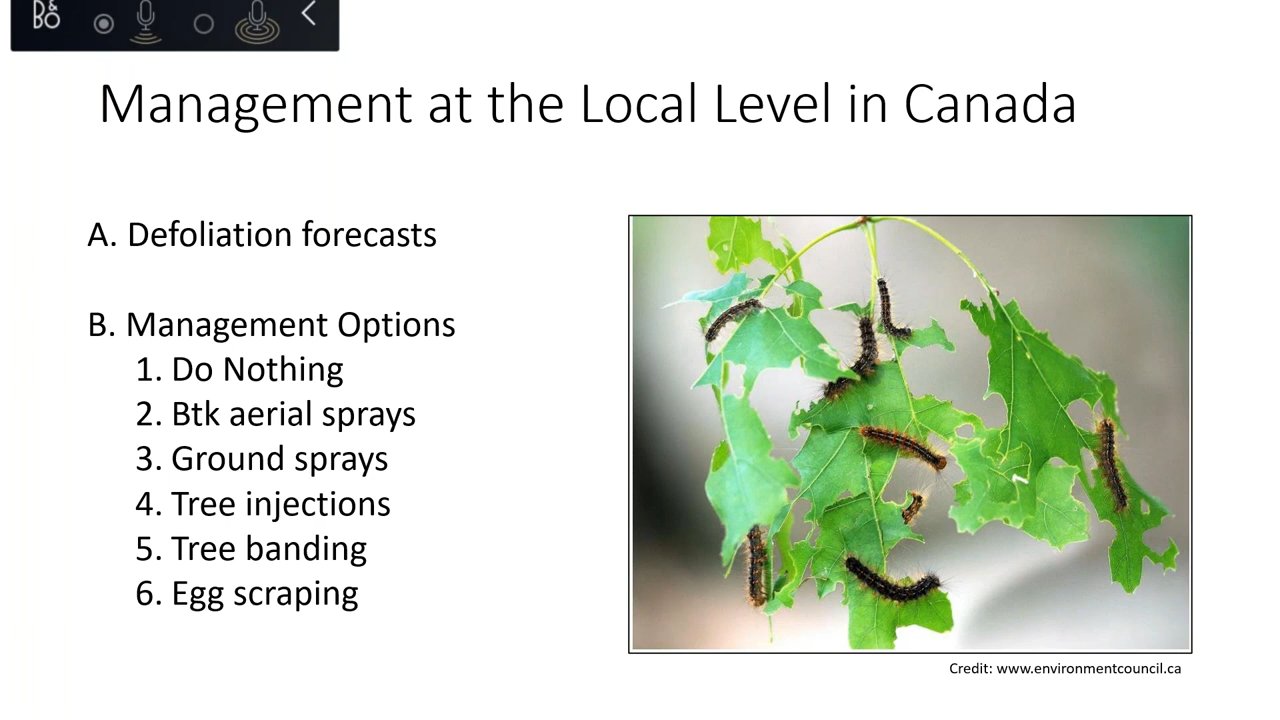 B&O
Management at the Local Level in Canada
A. Defoliation forecasts
B. Management Options
1. Do Nothing
2. Btk aerial sprays
3. Ground sprays
4. Tree injections
5. Tree banding
6. Egg scraping
Credit: www.environmentcouncil.ca